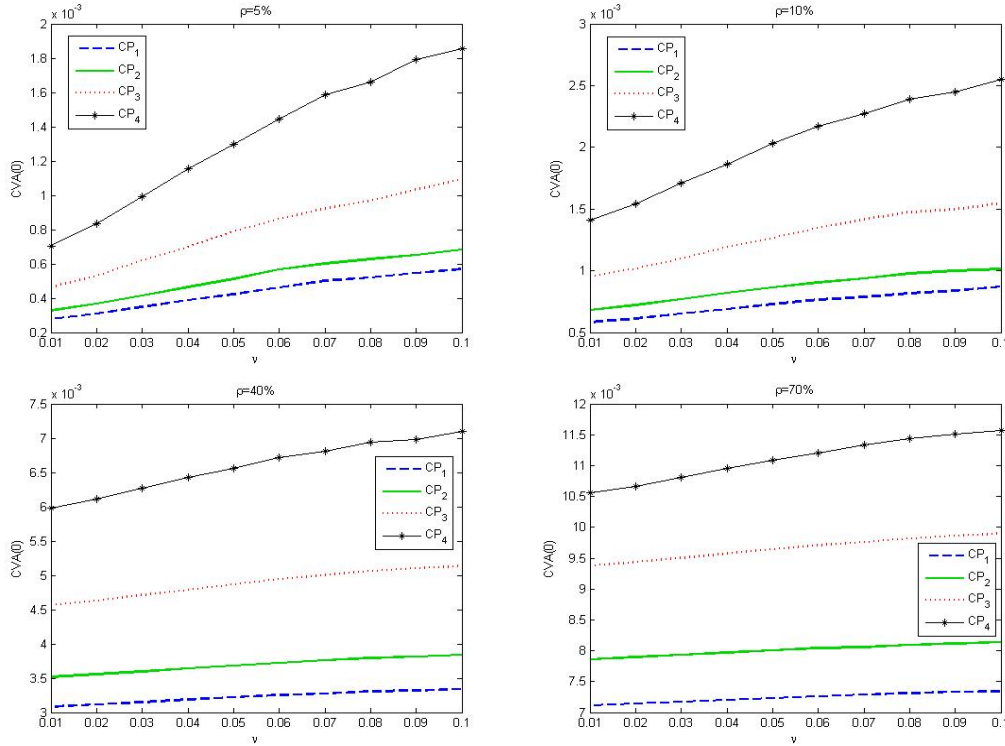 x 10⁻³
ρ=5%
2
1.8
1.6
1.4
1.2
1
0.8
0.6
0.4
0.2
CVA(0)
CP₁
CP₂
CP₃
CP₄
0.01 0.02 0.03 0.04 0.05 0.06 0.07 0.08 0.09 0.1
ν
x 10⁻³
ρ=10%
3
2.5
2
1.5
1
0.5
CVA(0)
CP₁
CP₂
CP₃
CP₄
0.01 0.02 0.03 0.04 0.05 0.06 0.07 0.08 0.09 0.1
ν
x 10⁻³
ρ=40%
7.5
7
6.5
6
5.5
5
4.5
4
3.5
3
CVA(0)
CP₁
CP₂
CP₃
CP₄
0.01 0.02 0.03 0.04 0.05 0.06 0.07 0.08 0.09 0.1
ν
x 10⁻³
ρ=70%
12
11.5
11
10.5
10
9.5
9
8.5
8
7.5
7
CVA(0)
CP₁
CP₂
CP₃
CP₄
0.01 0.02 0.03 0.04 0.05 0.06 0.07 0.08 0.09 0.1
ν